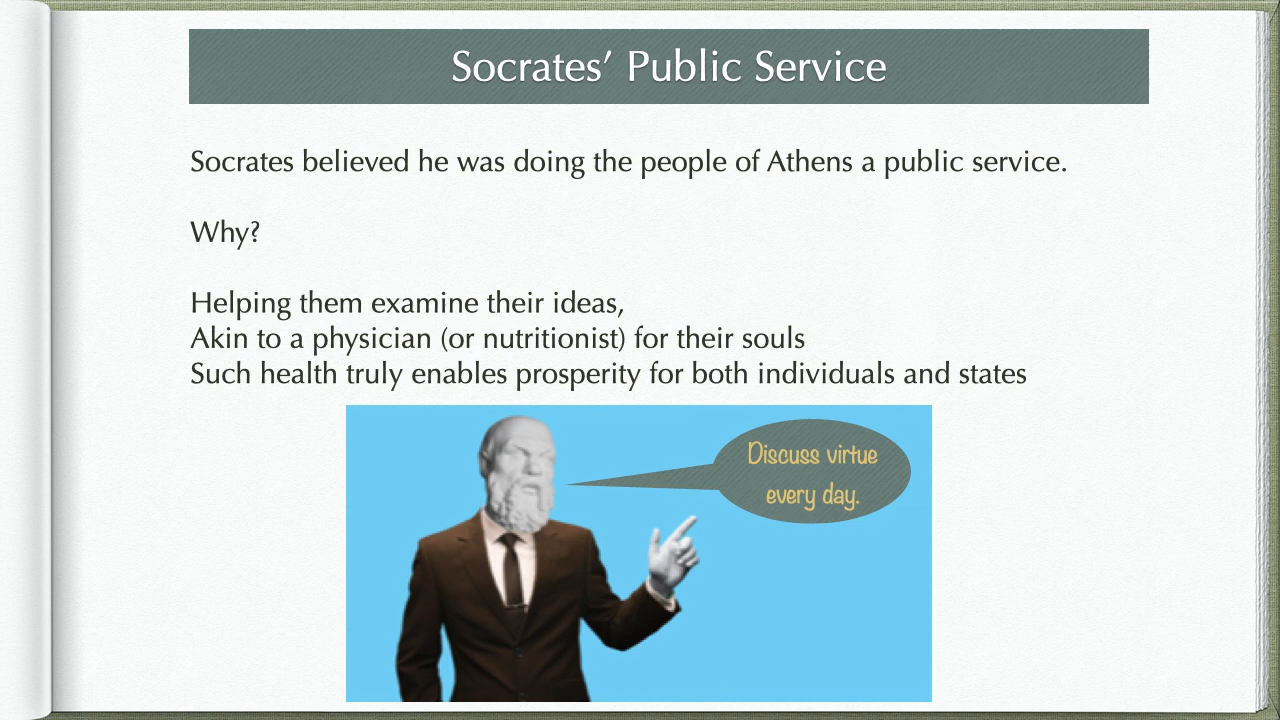 Socrates’ Public Service
Socrates believed he was doing the people of Athens a public service.
Why?
Helping them examine their ideas,
Akin to a physician (or nutritionist) for their souls
Such health truly enables prosperity for both individuals and states
Discuss virtue
every day.